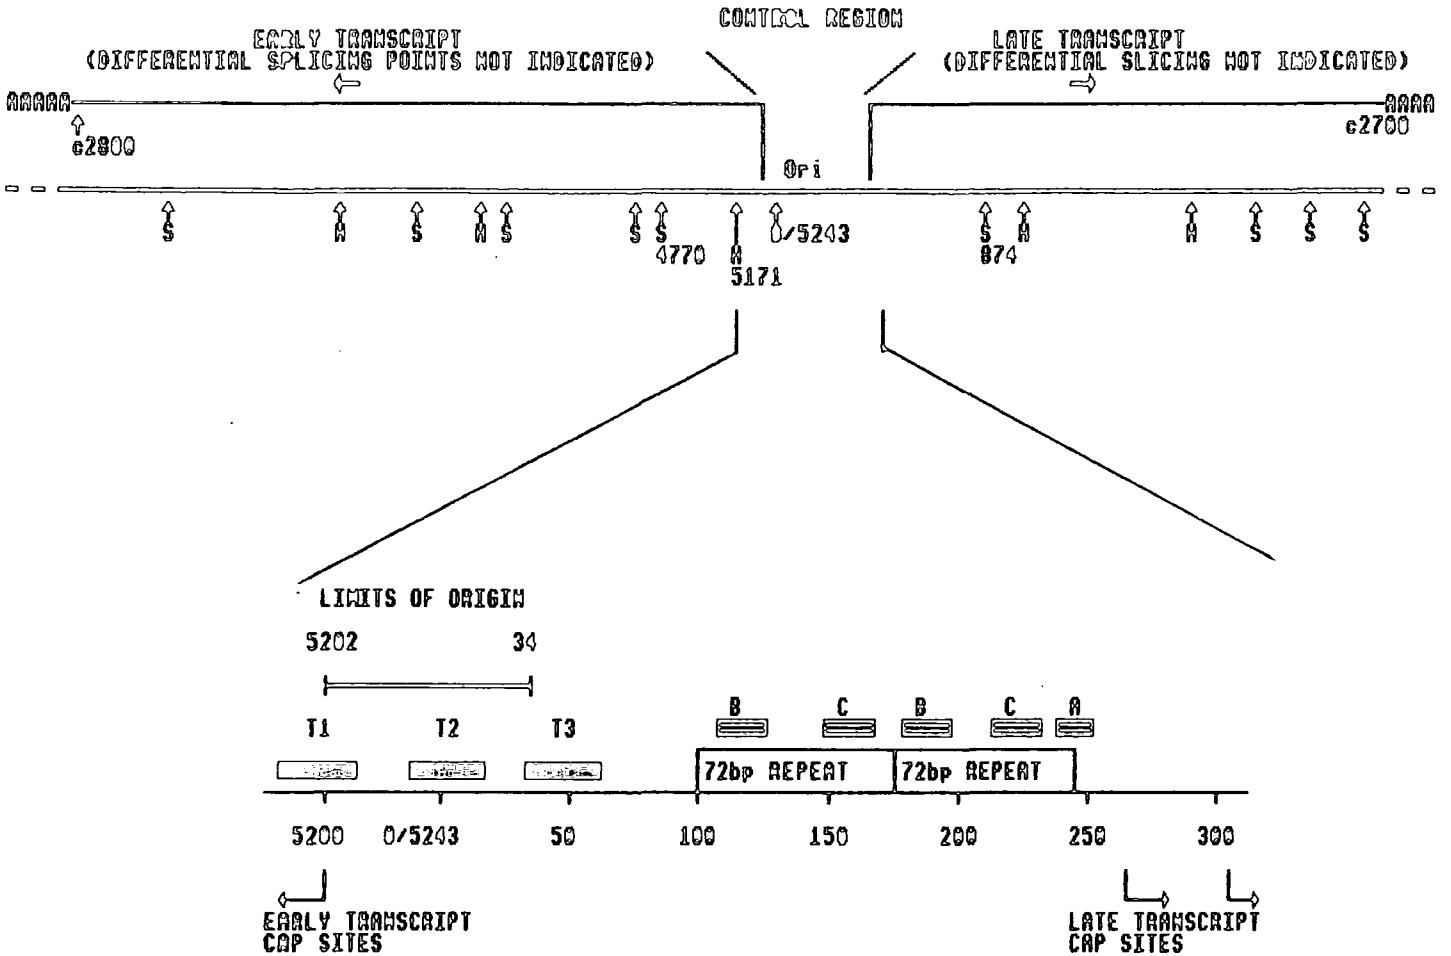 CONTROL REGION
EARLY TRANSCRIPT
(DIFFERENTIAL SPLICING POINTS NOT INDICATED)
LATE TRANSCRIPT
(DIFFERENTIAL SLICING NOT INDICATED)
AAAAA
AAAA
c2800
c2700
Ori
S
H
S
H
S
S
S
0/5243
S
H
H
S
S
S
4770
H
874
5171
LIMITS OF ORIGIN
5202
34
T1
T2
T3
B
C
B
C
A
72bp REPEAT
72bp REPEAT
5200
0/5243
50
100
150
200
250
300
EARLY TRANSCRIPT
CAP SITES
LATE TRANSCRIPT
CAP SITES